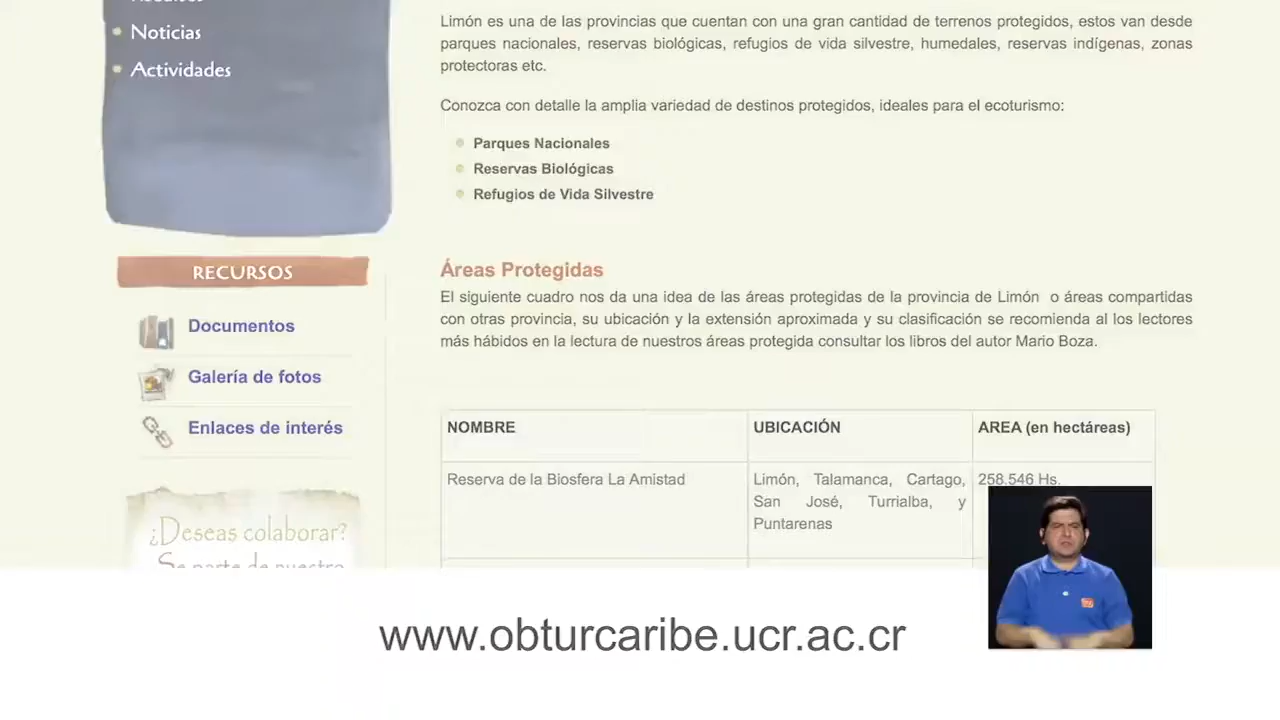 Noticias
Actividades
Limón es una de las provincias que cuentan con una gran cantidad de terrenos protegidos, estos van desde
parques nacionales, reservas biológicas, refugios de vida silvestre, humedales, reservas indígenas, zonas
protectoras etc.
Conozca con detalle la amplia variedad de destinos protegidos, ideales para el ecoturismo:
Parques Nacionales
Reservas Biológicas
Refugios de Vida Silvestre
RECURSOS
Documentos
Galería de fotos
Enlaces de interés
¿Deseas colaborar?
Se parte de nuestro
Áreas Protegidas
El siguiente cuadro nos da una idea de las áreas protegidas de la provincia de Limón o áreas compartidas
con otras provincia, su ubicación y la extensión aproximada y su clasificación se recomienda al los lectores
más hábidos en la lectura de nuestros áreas protegida consultar los libros del autor Mario Boza.
NOMBRE UBICACIÓN AREA (en hectáreas)
Reserva de la Biosfera La Amistad Limón, Talamanca, Cartago, 258.546 Hs.
San José, Turrialba, y
Puntarenas
www.obturcaribe.ucr.ac.cr